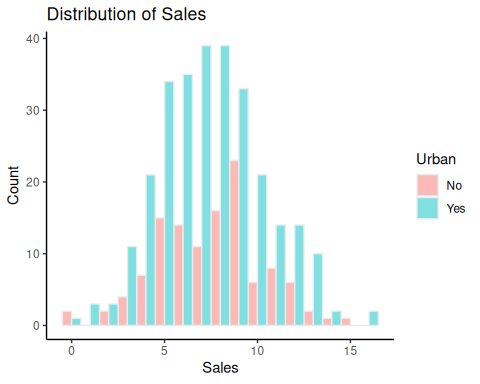 Distribution of Sales
40
30
20
10
0
Count
0 5 10 15
Sales
Urban
No
Yes